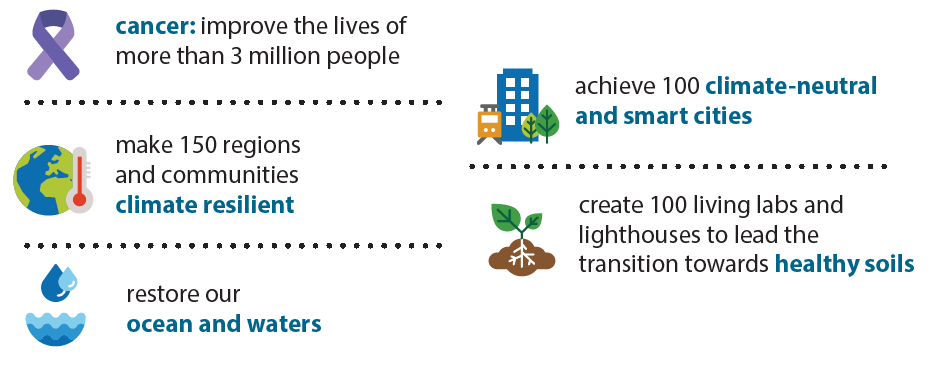 cancer: improve the lives of
more than 3 million people
make 150 regions
and communities
climate resilient
restore our
ocean and waters
achieve 100 climate-neutral
and smart cities
create 100 living labs and
lighthouses to lead the
transition towards healthy soils